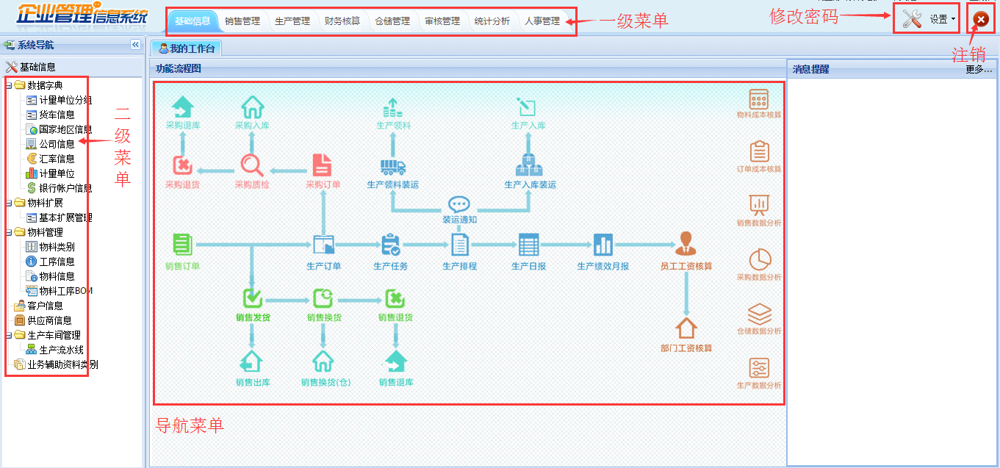 企业管理信息系统
基础信息 销售管理 生产管理 财务核算 仓储管理 审核管理 统计分析 人事管理
一级菜单
修改密码
设置
注销
系统导航
我的工作台
基础信息
功能流程图
消息提醒
更多...
数据字典
计量单位分组
货车信息
国家地区信息
公司信息
汇率信息
计量单位
银行帐户信息
物料扩展
基本扩展管理
物料管理
物料类别
工序信息
物料信息
物料工序BOM
客户信息
供应商信息
生产车间管理
生产流水线
业务辅助资料类别
二级菜单
采购退库 采购入库 生产领料 生产入库 物料成本核算
采购退货 采购质检 采购订单 生产领料装运 生产入库装运 订单成本核算
装运通知 销售数据分析
销售订单 生产订单 生产任务 生产排程 生产日报 生产绩效月报 员工工资核算 采购数据分析
销售发货 销售换货 销售退货 仓储数据分析
部门工资核算
销售出库 销售换货(仓) 销售退库 生产数据分析
导航菜单